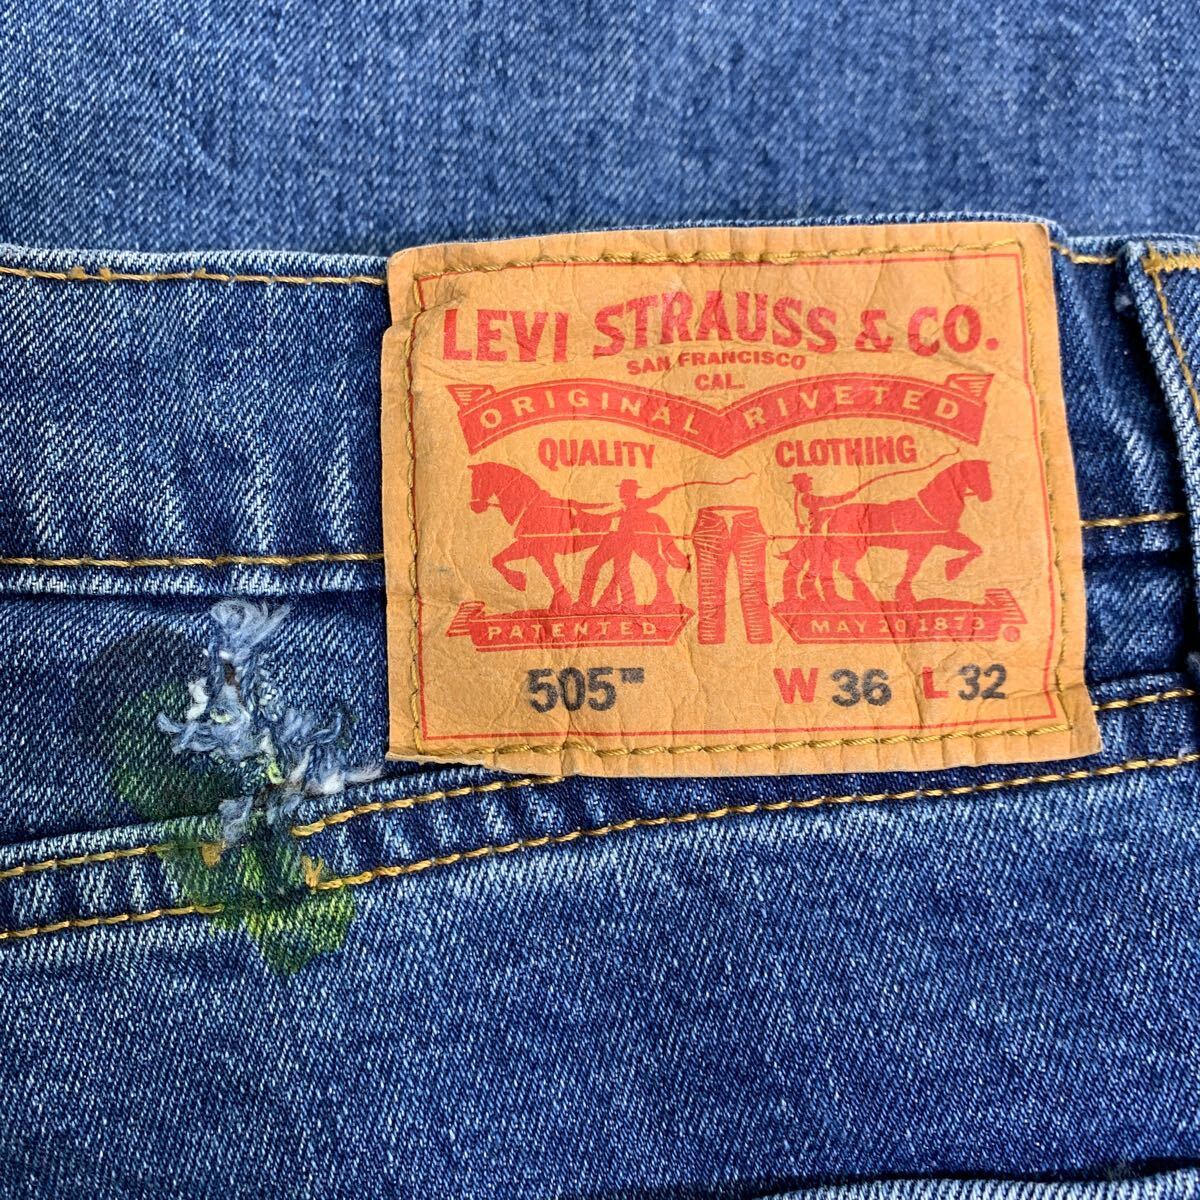 LEVI STRAUSS & CO.
SAN FRANCISCO
CAL.
ORIGINAL RIVETED
QUALITY CLOTHING
PATENTED MAY 20 1873 ®
505™ W 36 L 32